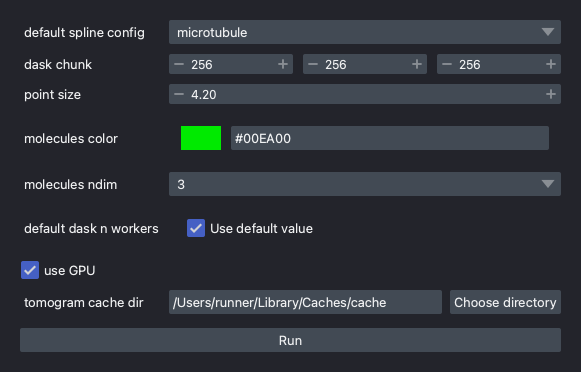 default spline config microtubule
dask chunk 256 256 256
point size 4.20
molecules color #00EA00
molecules ndim 3
default dask n workers Use default value
use GPU
tomogram cache dir /Users/runner/Library/Caches/cache Choose directory
Run